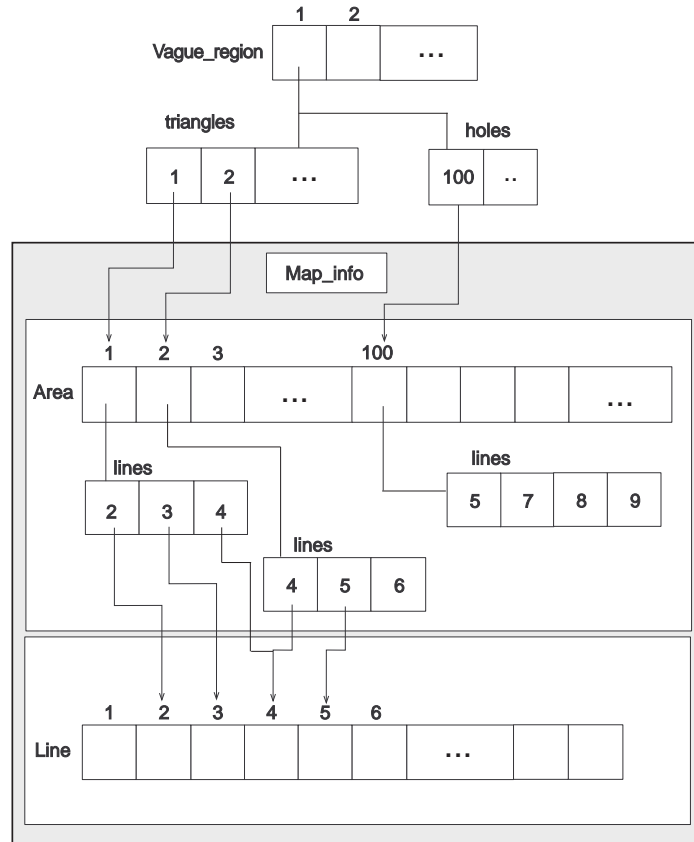 1 2
Vague_region ...
triangles
holes
1 2 ...
100 ..
Map_info
1 2 3 100
Area ... ...
lines
2 3 4
lines
5 7 8 9
lines
4 5 6
1 2 3 4 5 6
Line ...